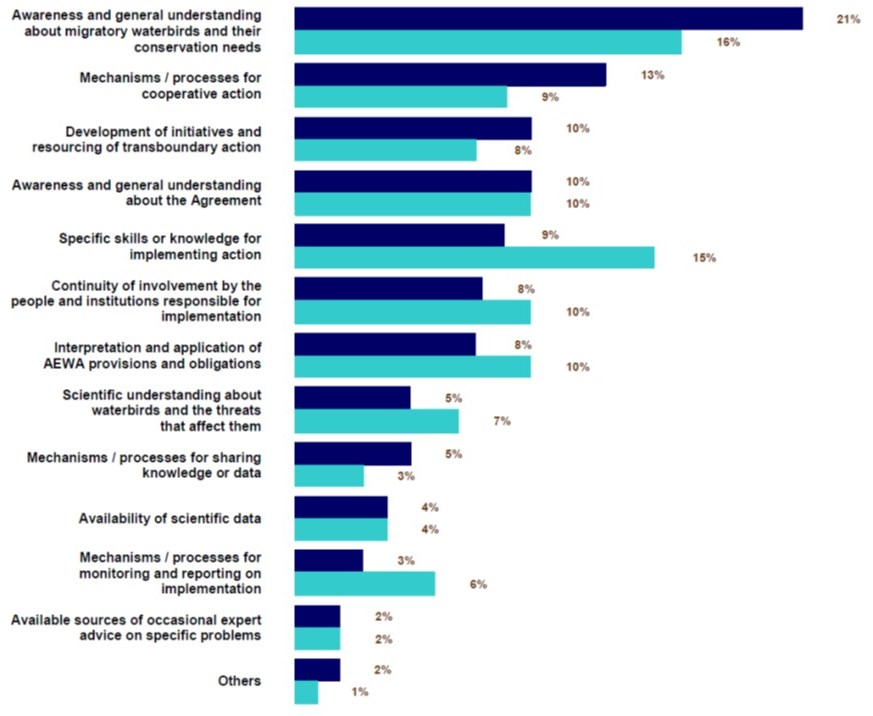 Awareness and general understanding
about migratory waterbirds and their
conservation needs
21%
16%
Mechanisms / processes for
cooperative action
13%
9%
Development of initiatives and
resourcing of transboundary action
10%
8%
Awareness and general understanding
about the Agreement
10%
10%
Specific skills or knowledge for
implementing action
9%
15%
Continuity of involvement by the
people and institutions responsible for
implementation
8%
10%
Interpretation and application of
AEWA provisions and obligations
8%
10%
Scientific understanding about
waterbirds and the threats
that affect them
5%
7%
Mechanisms / processes for sharing
knowledge or data
5%
3%
Availability of scientific data
4%
4%
Mechanisms / processes for
monitoring and reporting on
implementation
3%
6%
Available sources of occasional expert
advice on specific problems
2%
2%
Others
2%
1%